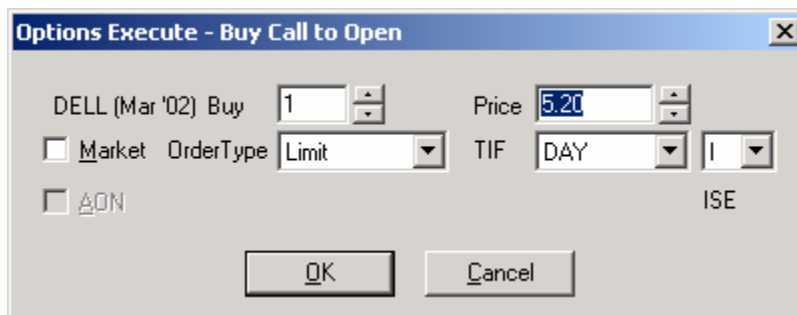 Options Execute - Buy Call to Open
DELL (Mar '02) Buy 1 Price 5.20
Market OrderType Limit TIF DAY I
AON ISE
OK Cancel